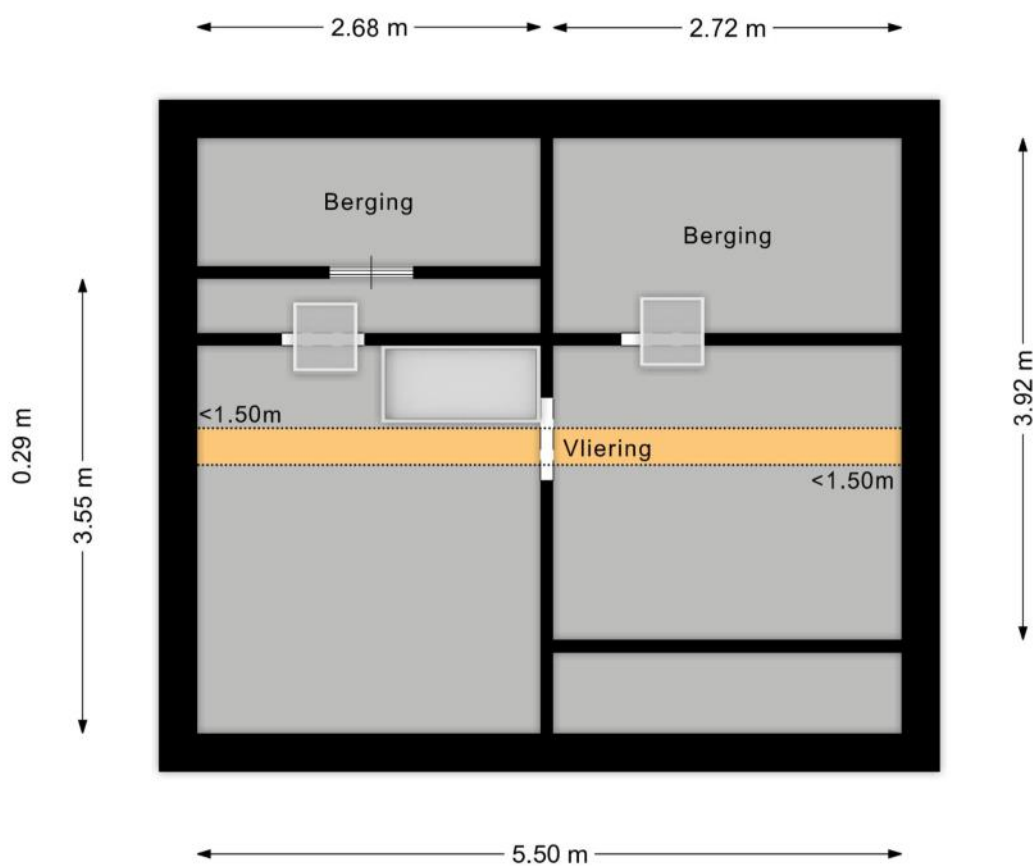 2.68 m
2.72 m
Berging
Berging
<1.50m
Vliering
<1.50m
0.29 m
3.55 m
3.92 m
5.50 m